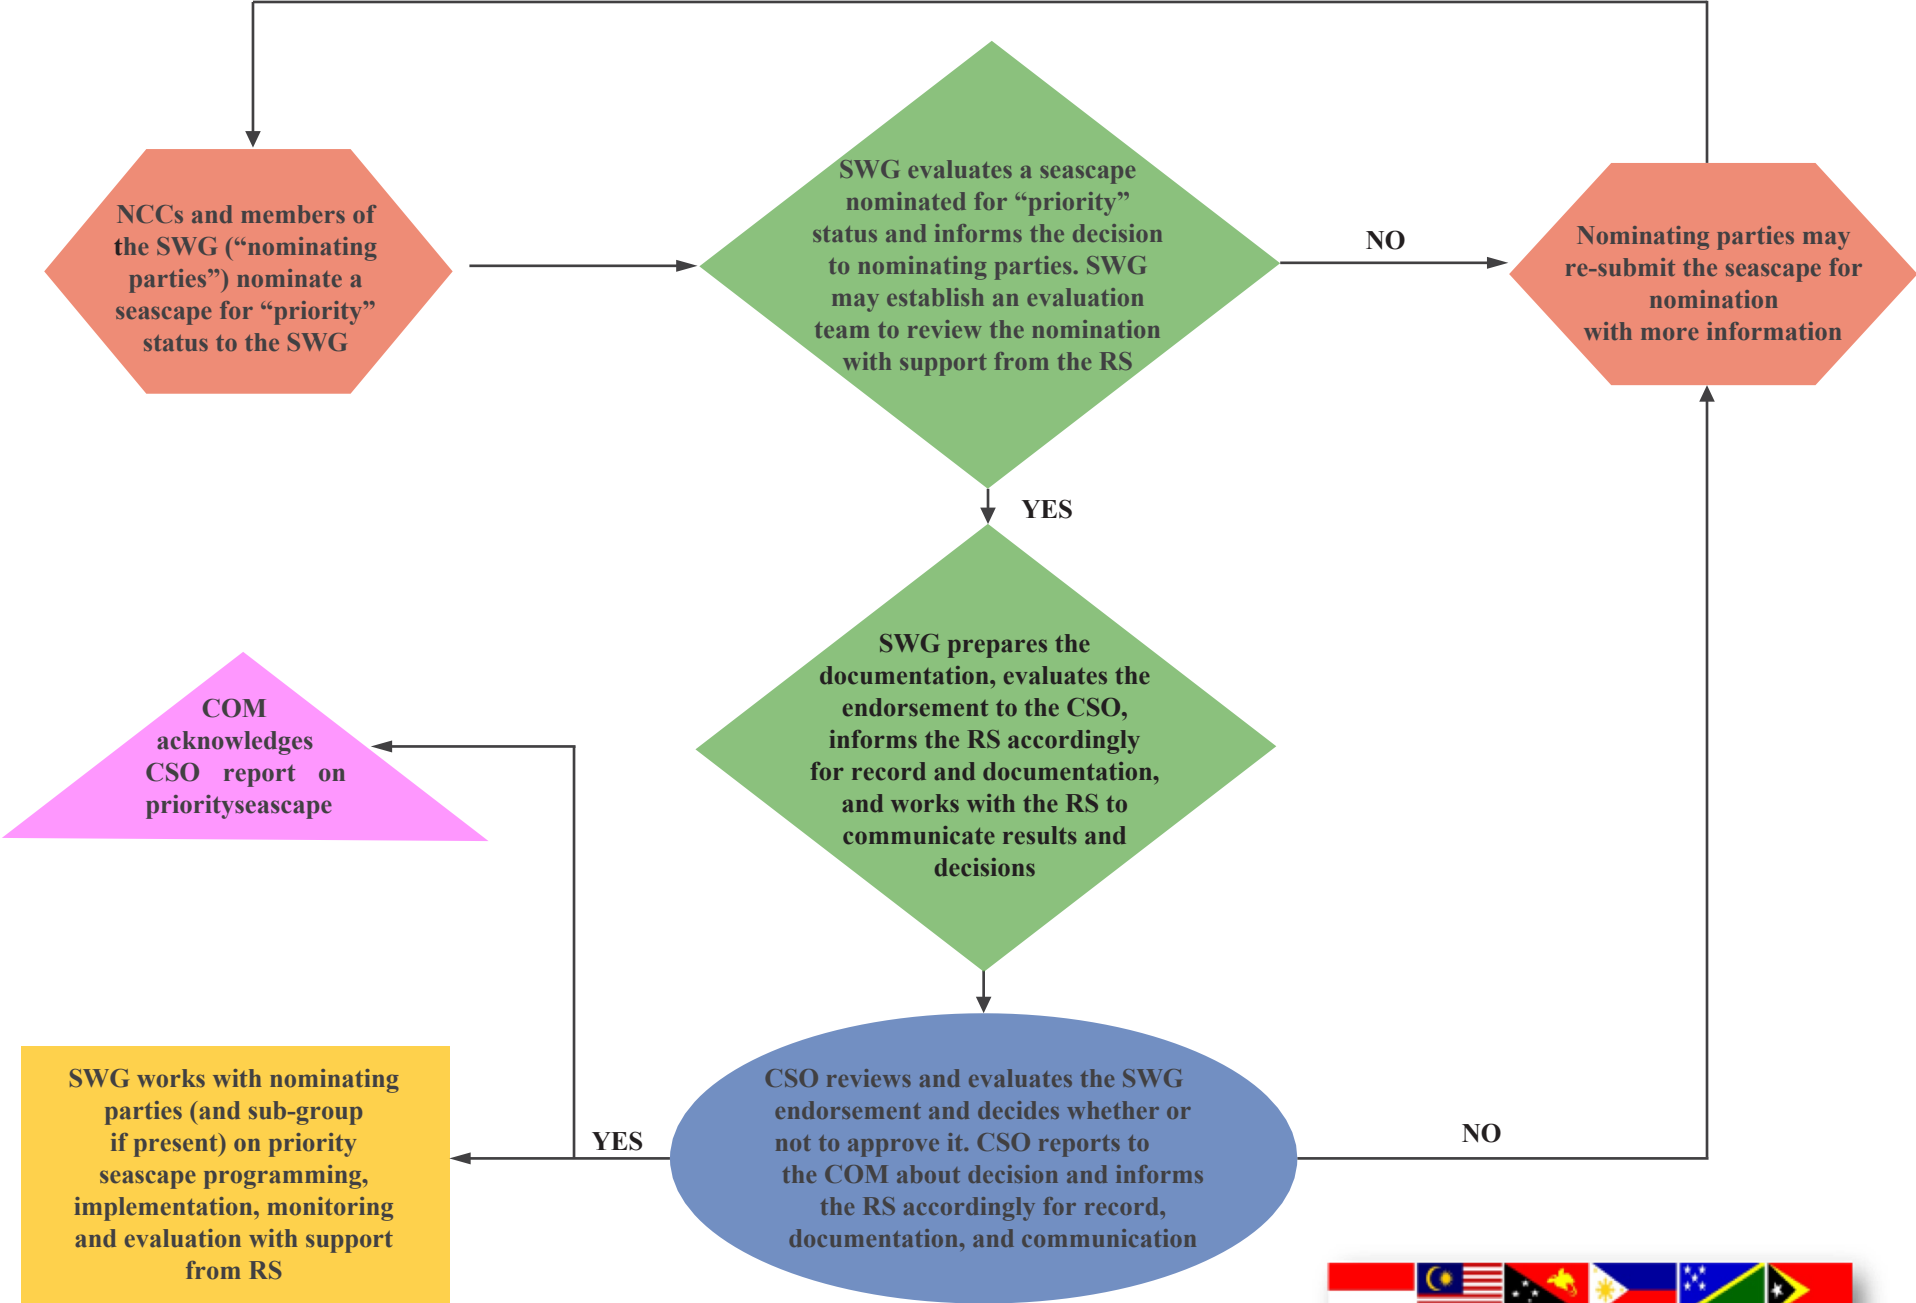 NCCs and members of
the SWG (“nominating
parties”) nominate a
seascape for “priority”
status to the SWG
SWG evaluates a seascape
nominated for “priority”
status and informs the decision
to nominating parties. SWG
may establish an evaluation
team to review the nomination
with support from the RS
NO
Nominating parties may
re-submit the seascape for
nomination
with more information
YES
SWG prepares the
documentation, evaluates the
endorsement to the CSO,
informs the RS accordingly
for record and documentation,
and works with the RS to
communicate results and
decisions
COM
acknowledges
CSO report on
priorityseascape
SWG works with nominating
parties (and sub-group
if present) on priority
seascape programming,
implementation, monitoring
and evaluation with support
from RS
YES
CSO reviews and evaluates the SWG
endorsement and decides whether or
not to approve it. CSO reports to
the COM about decision and informs
the RS accordingly for record,
documentation, and communication
NO